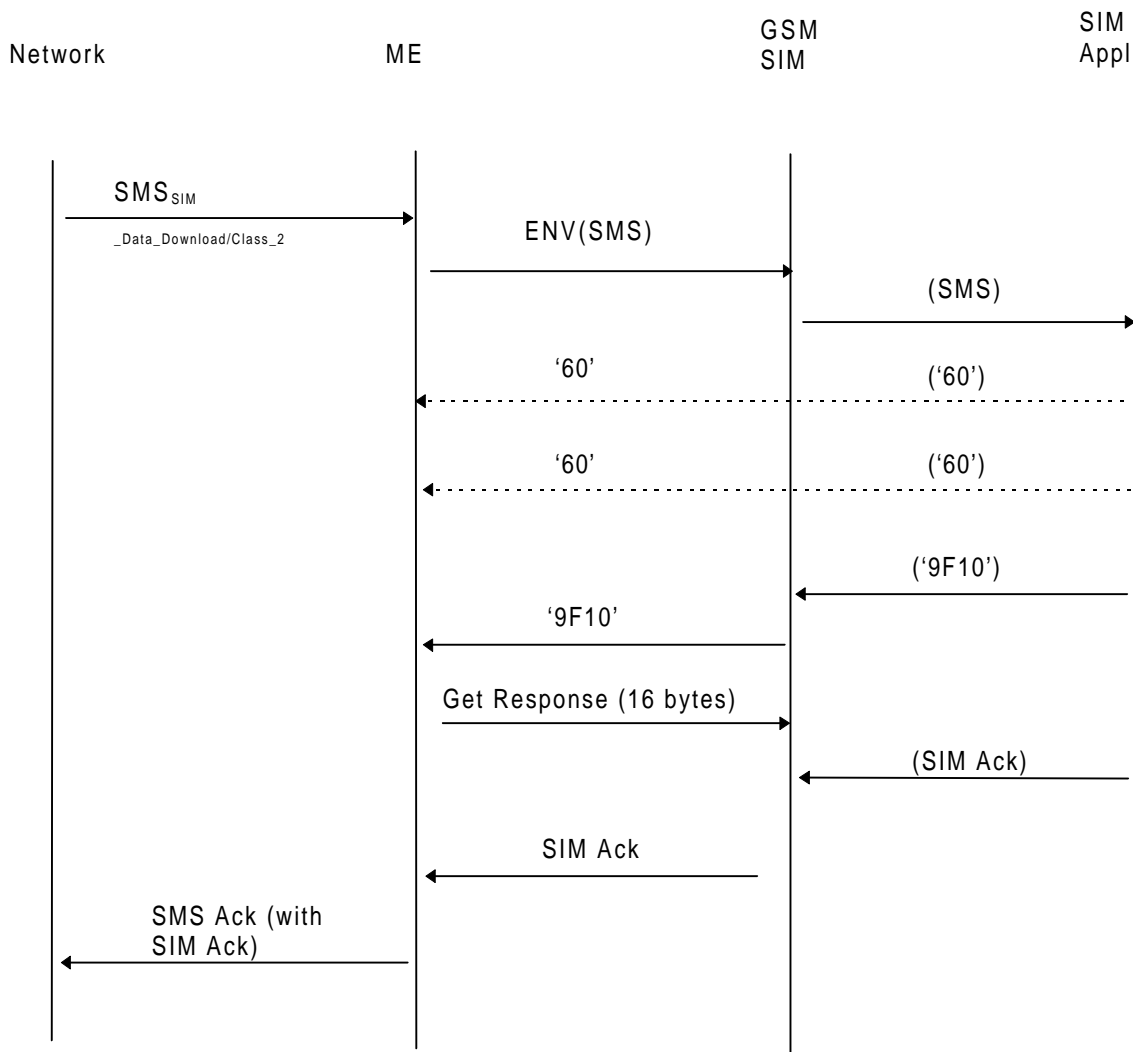 Network
ME
GSM
SIM
SIM
Appl
SMS SIM
_Data_Download/Class_2
ENV(SMS)
(SMS)
‘60’
(‘60’)
‘60’
(‘60’)
(‘9F10’)
‘9F10’
Get Response (16 bytes)
(SIM Ack)
SIM Ack
SMS Ack (with
SIM Ack)